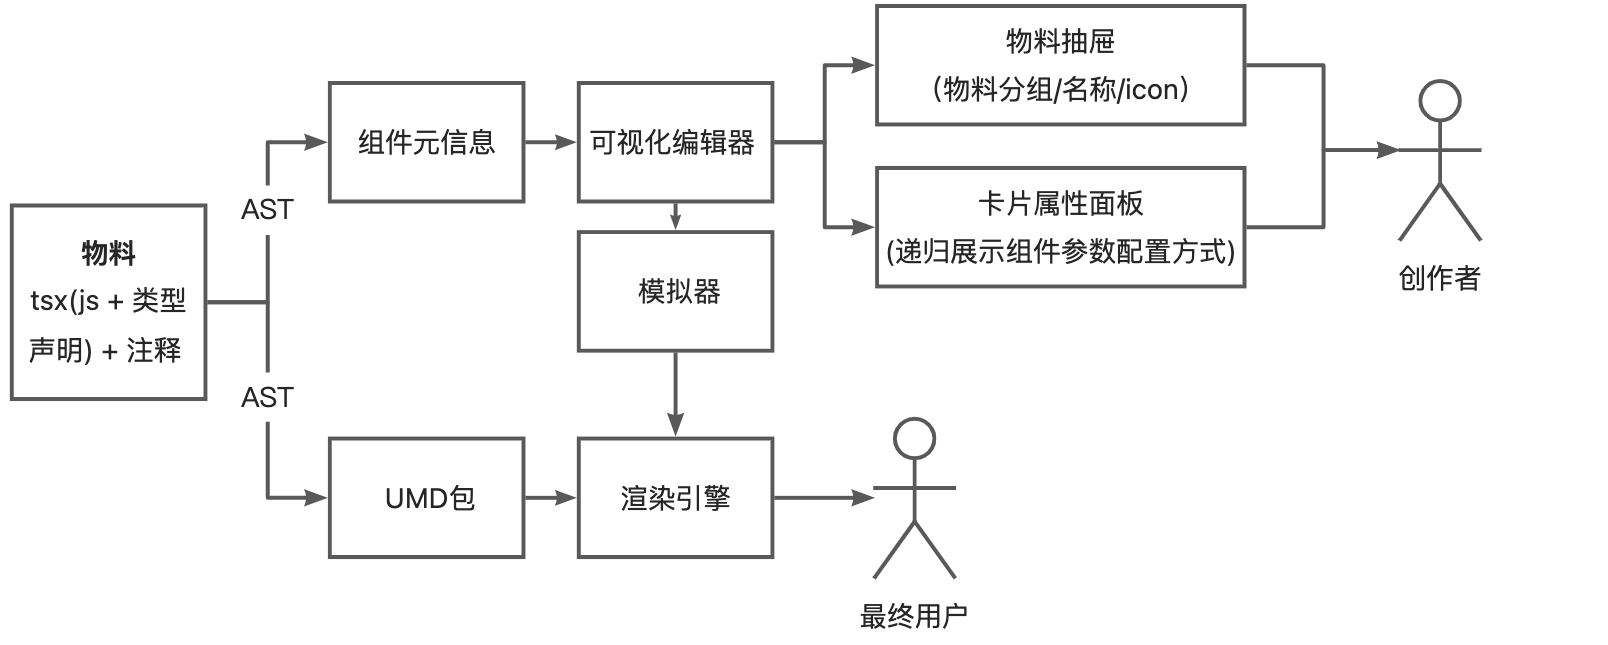 物料
tsx(js + 类型
声明) + 注释
AST
AST
组件元信息
可视化编辑器
模拟器
UMD包
渲染引擎
物料抽屉
(物料分组/名称/icon)
卡片属性面板
(递归展示组件参数配置方式)
创作者
最终用户